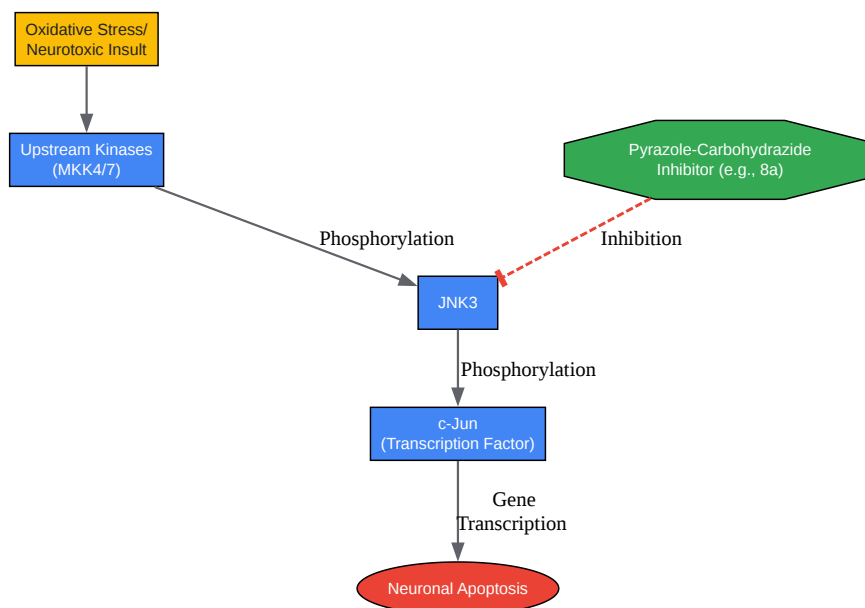 Oxidative Stress/
Neurotoxic Insult
Upstream Kinases
(MKK4/7)
Pyrazole-Carbohydrazide
Inhibitor (e.g., 8a)
Phosphorylation
Inhibition
JNK3
Phosphorylation
c-Jun
(Transcription Factor)
Gene
Transcription
Neuronal Apoptosis